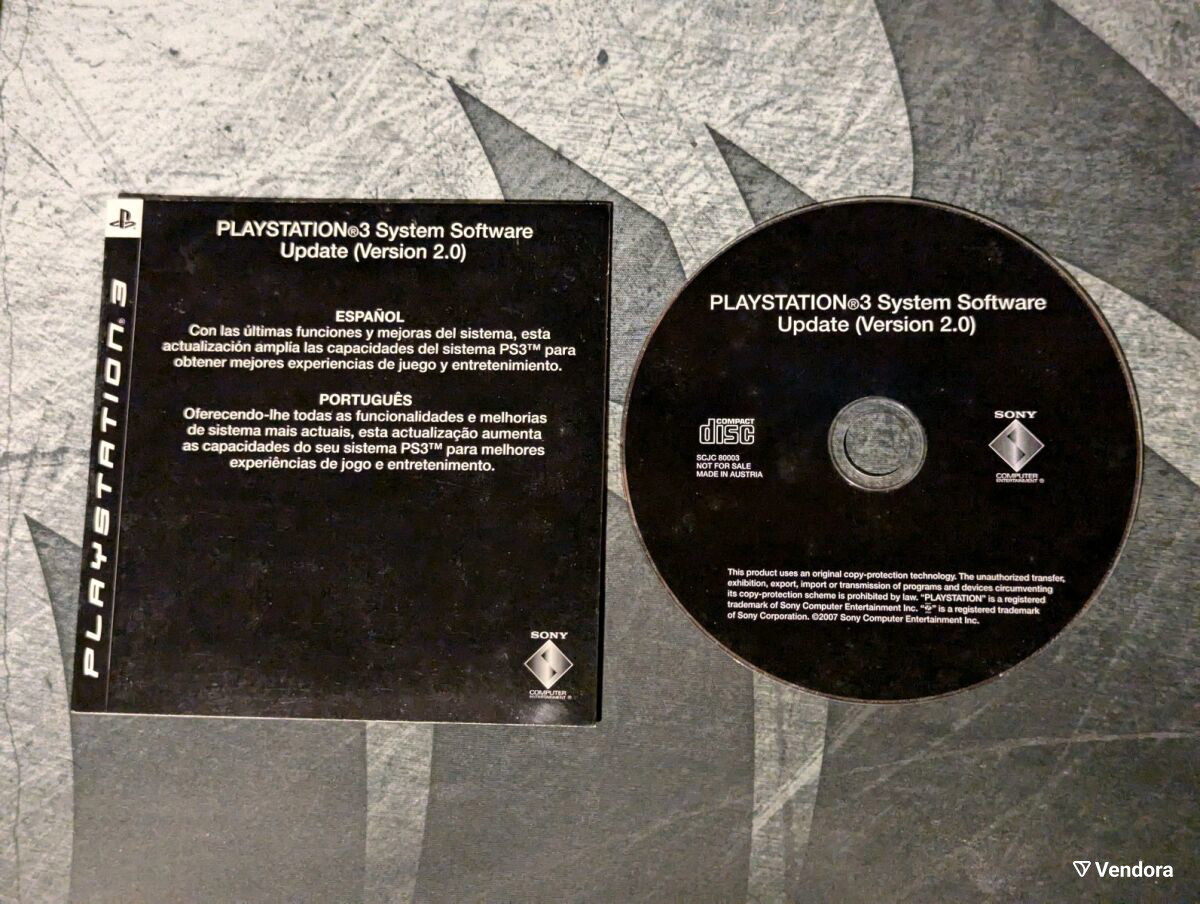 PLAYSTATION®3 System Software
Update (Version 2.0)
ESPAÑOL
Con las últimas funciones y mejoras del sistema, esta
actualización amplía las capacidades del sistema PS3™ para
obtener mejores experiencias de juego y entretenimiento.
PORTUGUÊS
Oferecendo-lhe todas as funcionalidades e melhorias
de sistema mais actuais, esta actualização aumenta
as capacidades do seu sistema PS3™ para melhores
experiências de jogo e entretenimento.
PLAYSTATION®3
SONY
COMPUTER
ENTERTAINMENT®
PLAYSTATION®3 System Software
Update (Version 2.0)
COMPACT
disc
SCJC 80003
NOT FOR SALE
MADE IN AUSTRIA
SONY
COMPUTER
ENTERTAINMENT®
This product uses an original copy-protection technology. The unauthorized transfer,
exhibition, export, import or transmission of programs and devices circumventing
its copy-protection scheme is prohibited by law. "PLAYSTATION" is a registered
trademark of Sony Computer Entertainment Inc. " " is a registered trademark
of Sony Corporation. ©2007 Sony Computer Entertainment Inc.
Vendora